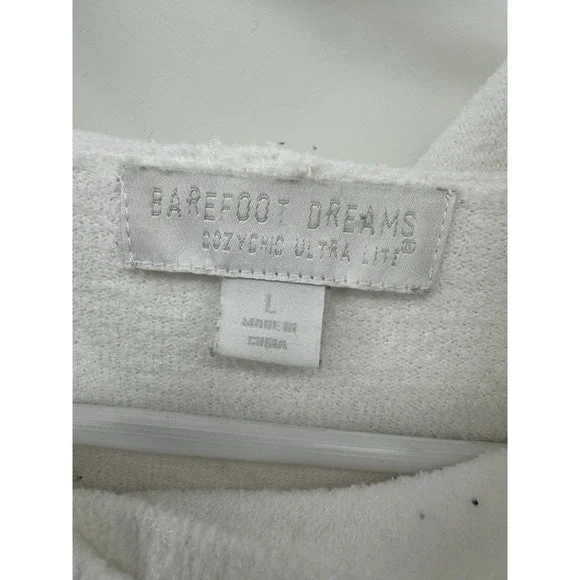 BAREFOOT DREAMS
COZYCHIC ULTRA LITE®
L
MADE IN
CHINA